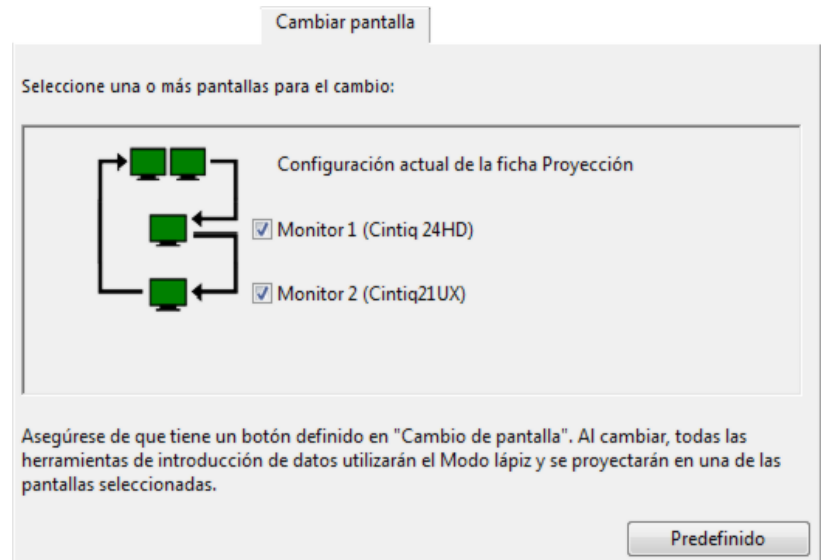 Cambiar pantalla
Seleccione una o más pantallas para el cambio:
Configuración actual de la ficha Proyección
Monitor 1 (Cintiq 24HD)
Monitor 2 (Cintiq21UX)
Asegúrese de que tiene un botón definido en "Cambio de pantalla". Al cambiar, todas las
herramientas de introducción de datos utilizarán el Modo lápiz y se proyectarán en una de las
pantallas seleccionadas.
Predefinido